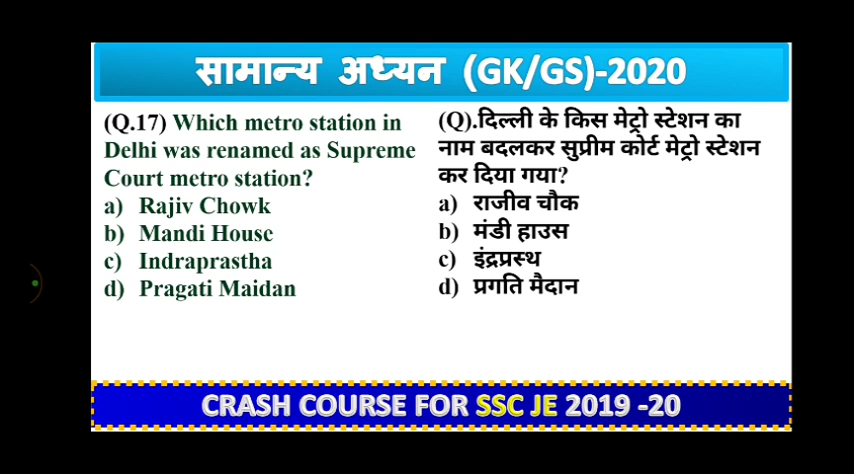 सामान्य अध्यन (GK/GS)-2020
(Q.17) Which metro station in
Delhi was renamed as Supreme
Court metro station?
a) Rajiv Chowk
b) Mandi House
c) Indraprastha
d) Pragati Maidan
(Q).दिल्ली के किस मेट्रो स्टेशन का
नाम बदलकर सुप्रीम कोर्ट मेट्रो स्टेशन
कर दिया गया?
a) राजीव चौक
b) मंडी हाउस
c) इंद्रप्रस्थ
d) प्रगति मैदान
CRASH COURSE FOR SSC JE 2019 -20